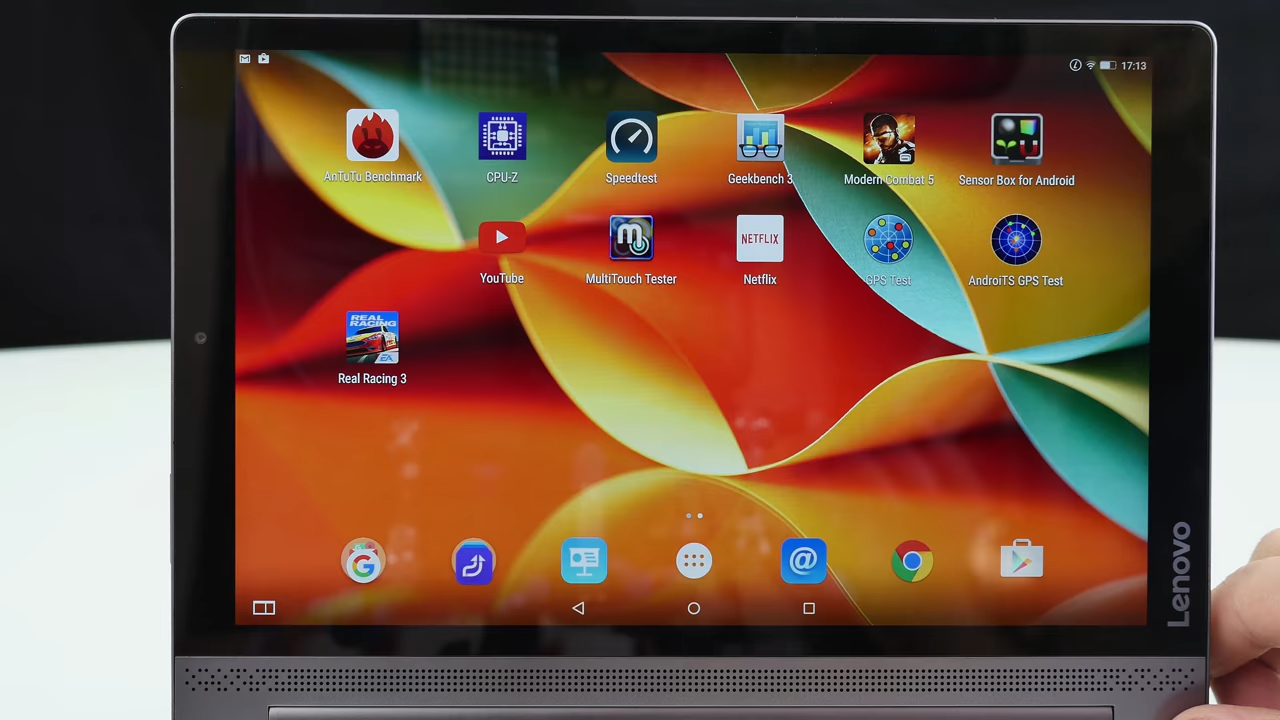 17:13
AnTuTu Benchmark
CPU-Z
Speedtest
Geekbench 3
Modern Combat 5
Sensor Box for Android
YouTube
MultiTouch Tester
NETFLIX
Netflix
GPS Test
AndroiTS GPS Test
REAL
RACING
EA
Real Racing 3
Lenovo